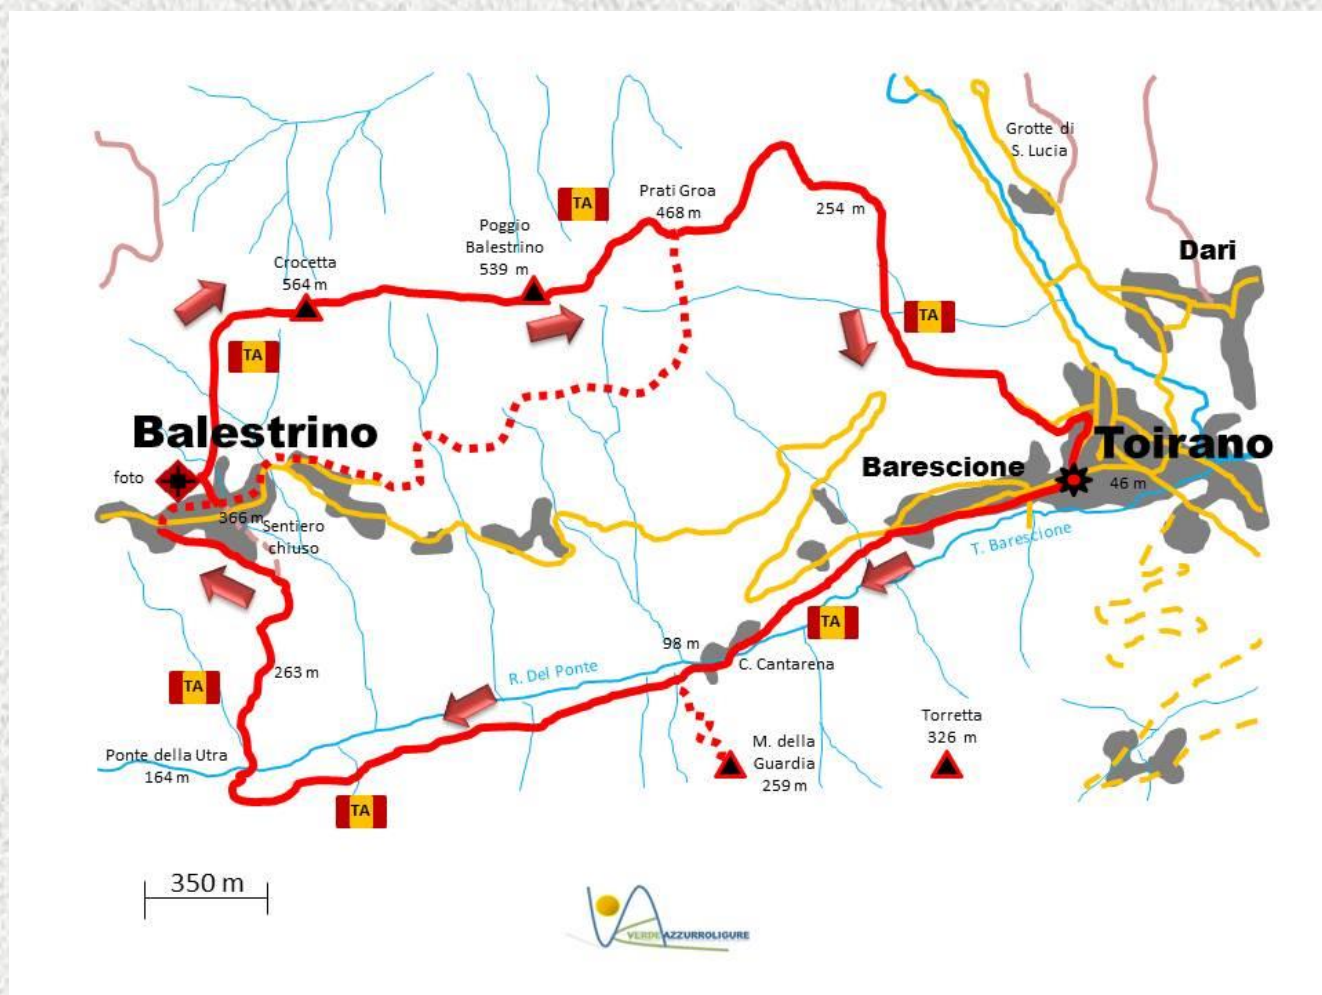 Grotte di
S. Lucia
TA
Prati Groa
468 m
254 m
Poggio
Balestrino
539 m
Dari
Crocetta
564 m
TA
TA
Balestrino
Toirano
foto
Barescione
46 m
366 m
Sentiero
chiuso
T. Barescione
TA
98 m
C. Cantarena
263 m
R. Del Ponte
TA
Torretta
326 m
M. della
Guardia
259 m
Ponte della Utra
164 m
TA
350 m
VERDEAZZURROLIGURE